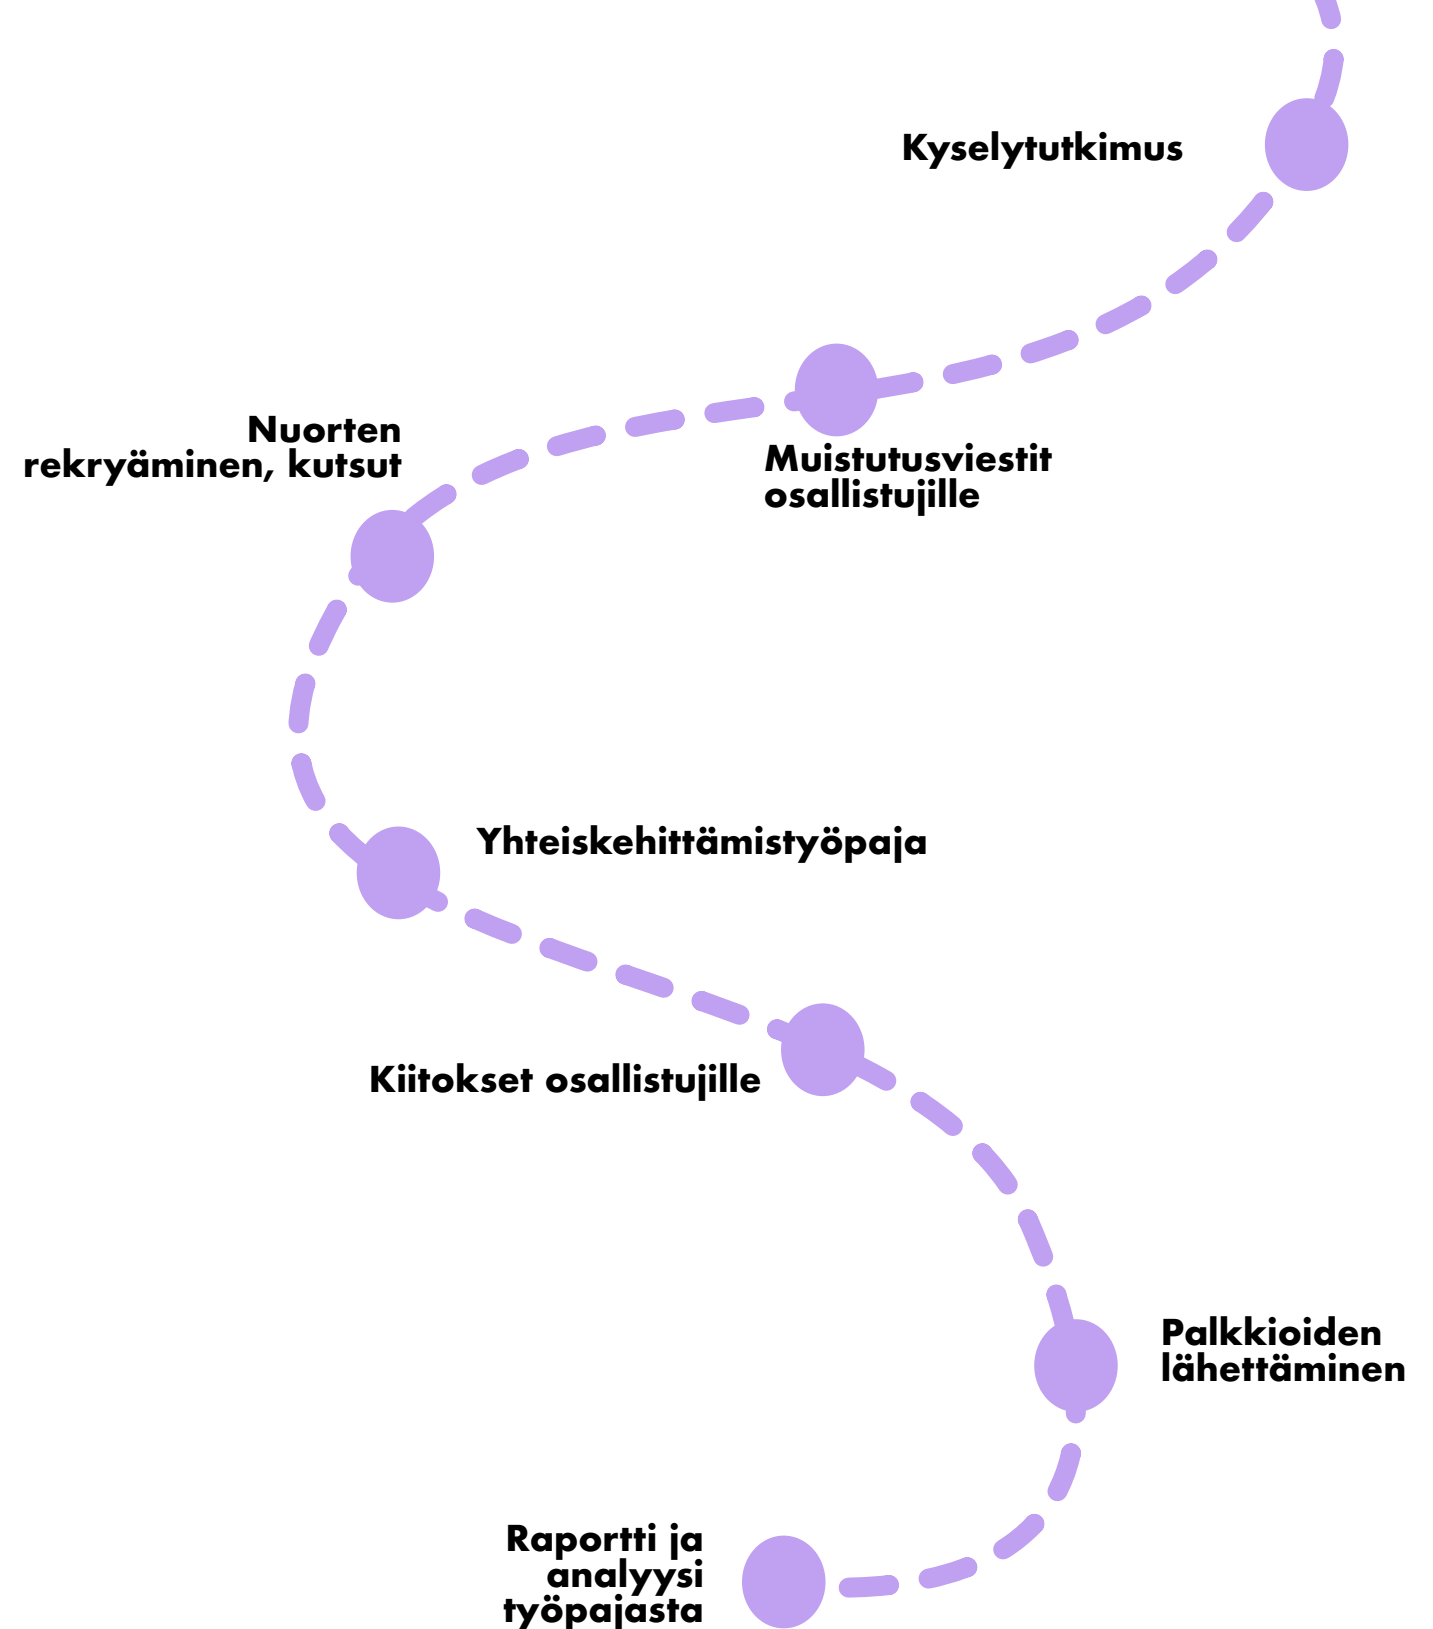 Kyselytutkimus
Nuorten
rekryäminen, kutsut
Muistutusviestit
osallistujille
Yhteiskehittämistyöpaja
Kiitokset osallistujille
Palkkioiden
lähettäminen
Raportti ja
analyysi
työpajasta